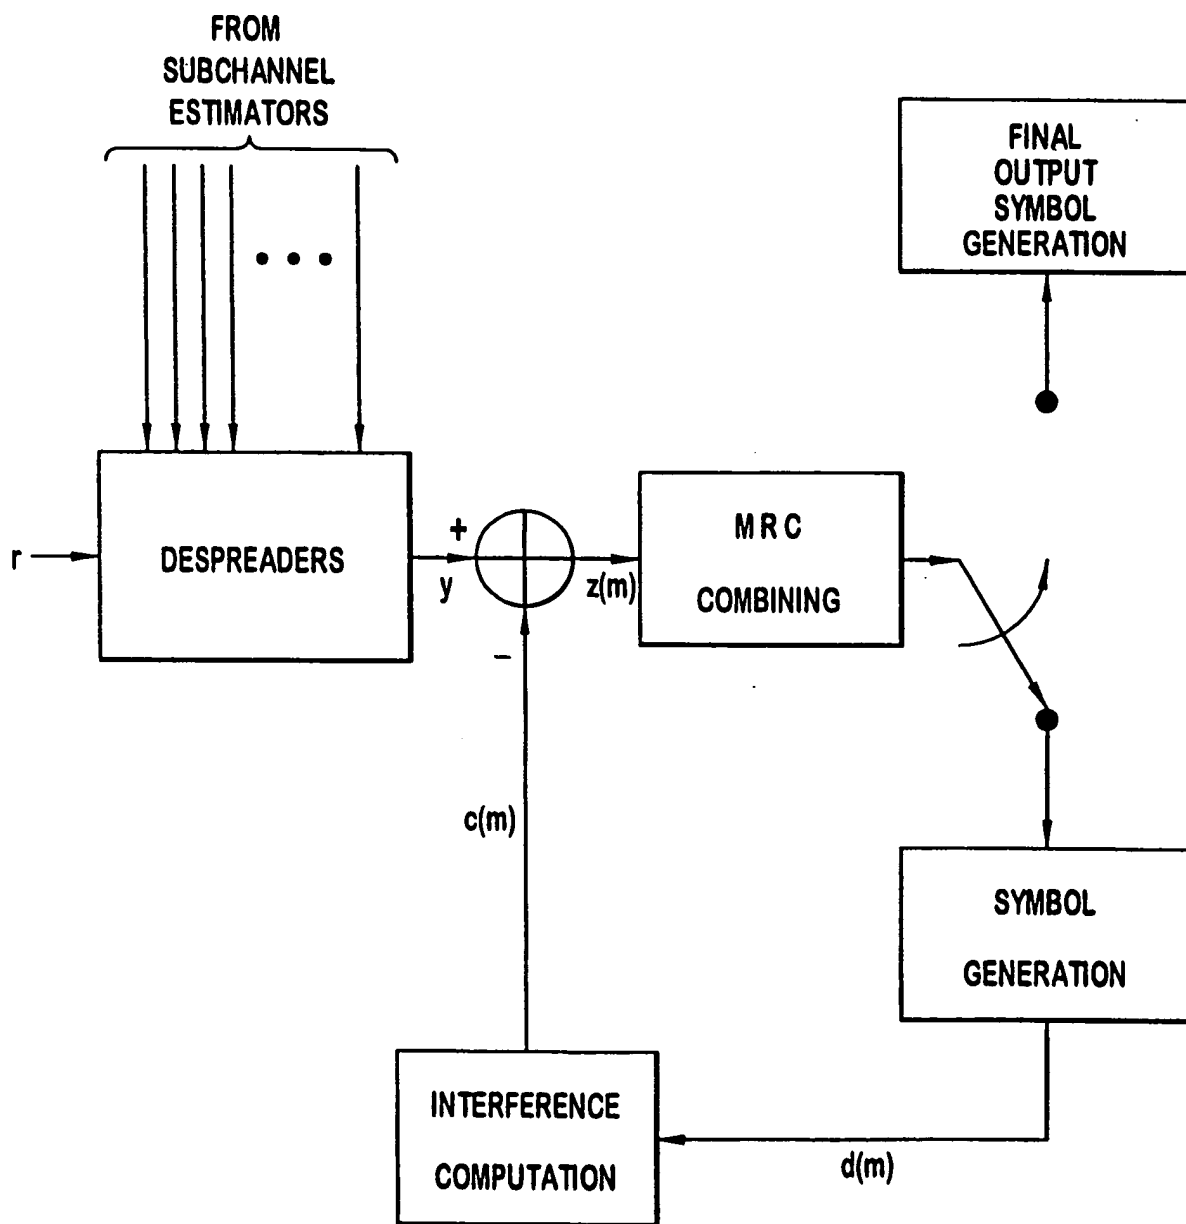 FROM
SUBCHANNEL
ESTIMATORS
FINAL
OUTPUT
SYMBOL
GENERATION
r
DESPREADERS
+
y
−
z(m)
MRC
COMBINING
c(m)
SYMBOL
GENERATION
INTERFERENCE
COMPUTATION
d(m)